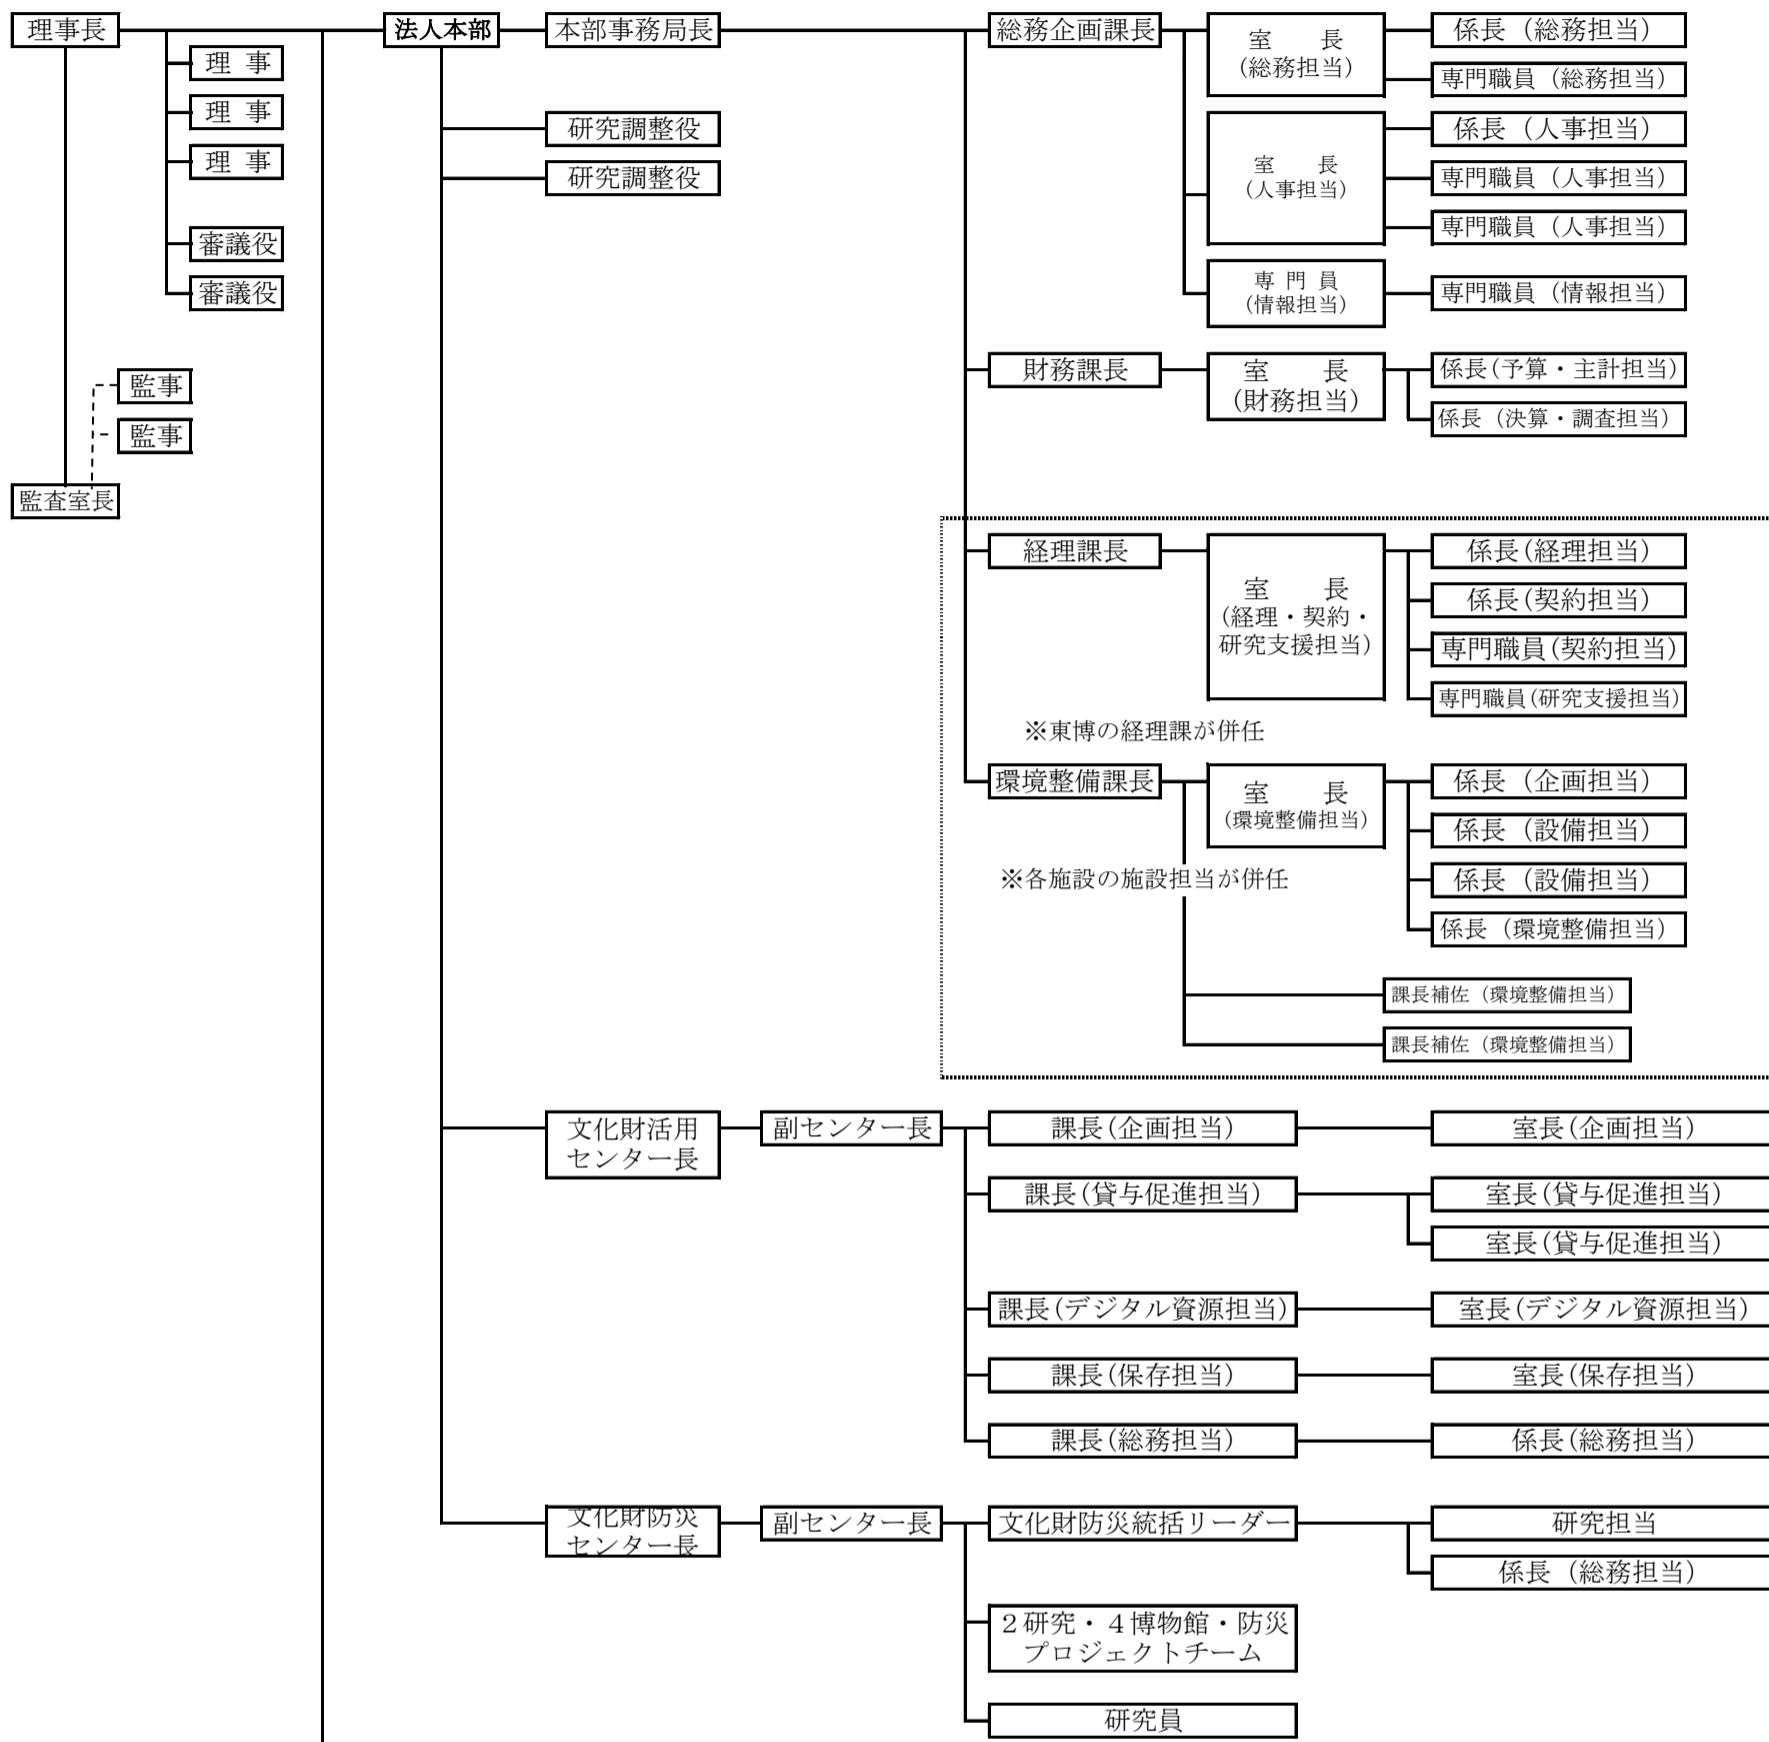 理事長
法人本部
本部事務局長
総務企画課長
室　長
(総務担当)
係長（総務担当）
専門職員（総務担当）
理 事
理 事
理 事
審議役
審議役
研究調整役
研究調整役
室　長
(人事担当)
係長（人事担当）
専門職員（人事担当）
専門職員（人事担当）
専 門 員
(情報担当)
専門職員（情報担当）
監事
監事
監査室長
財務課長
室　長
(財務担当)
係長(予算・主計担当)
係長（決算・調査担当）
経理課長
室　長
(経理・契約・
研究支援担当)
係長(経理担当)
係長(契約担当)
専門職員(契約担当)
専門職員(研究支援担当)
※東博の経理課が併任
環境整備課長
室　長
(環境整備担当)
係長（企画担当）
係長（設備担当）
係長（設備担当）
係長（環境整備担当）
※各施設の施設担当が併任
課長補佐（環境整備担当）
課長補佐（環境整備担当）
文化財活用
センター長
副センター長
課長(企画担当)
室長(企画担当)
課長(貸与促進担当)
室長(貸与促進担当)
室長(貸与促進担当)
課長(デジタル資源担当)
室長(デジタル資源担当)
課長(保存担当)
室長(保存担当)
課長(総務担当)
係長(総務担当)
文化財防災
センター長
副センター長
文化財防災統括リーダー
研究担当
係長（総務担当）
２研究・４博物館・防災
プロジェクトチーム
研究員